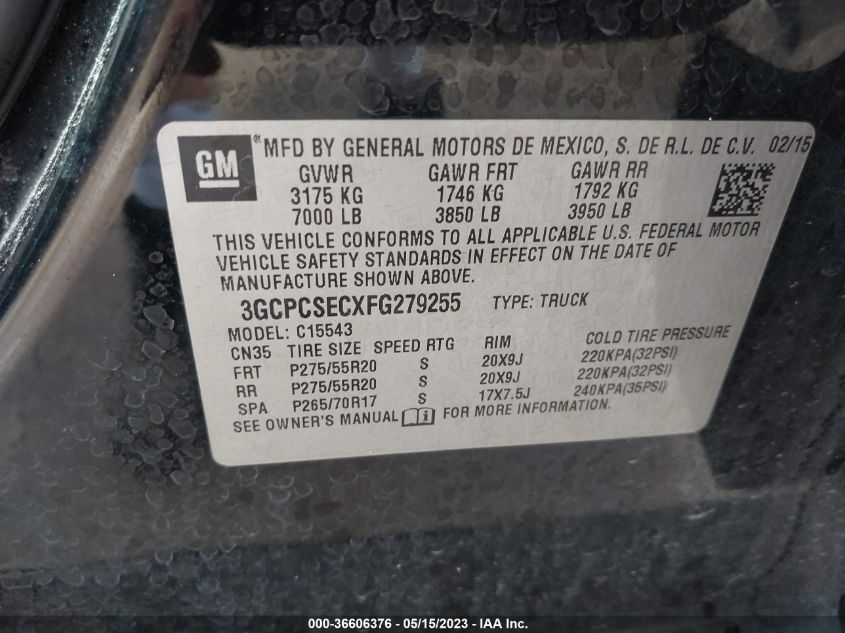 GM ® MFD BY GENERAL MOTORS DE MEXICO, S. DE R.L. DE C.V. 02/15
GVWR GAWR FRT GAWR RR
3175 KG 1746 KG 1792 KG
7000 LB 3850 LB 3950 LB
THIS VEHICLE CONFORMS TO ALL APPLICABLE U.S. FEDERAL MOTOR
VEHICLE SAFETY STANDARDS IN EFFECT ON THE DATE OF
MANUFACTURE SHOWN ABOVE.
3GCPCSECXFG279255 TYPE: TRUCK
MODEL: C15543
CN35 TIRE SIZE SPEED RTG RIM COLD TIRE PRESSURE
FRT P275/55R20 S 20X9J 220KPA(32PSI)
RR P275/55R20 S 20X9J 220KPA(32PSI)
SPA P265/70R17 S 17X7.5J 240KPA(35PSI)
SEE OWNER'S MANUAL i FOR MORE INFORMATION.
000-36606376 - 05/15/2023 - IAA Inc.